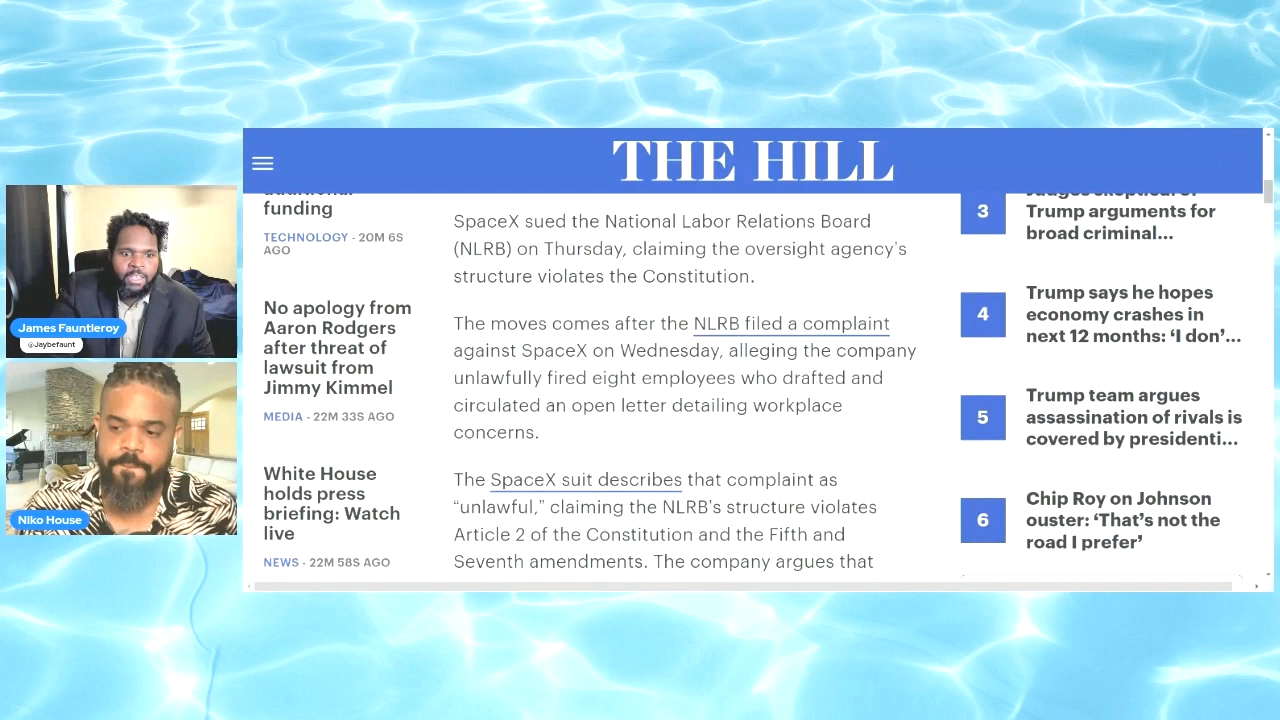 THE HILL
James Fauntleroy
@Jaybefaunt
Niko House
funding
TECHNOLOGY - 20M 6S
AGO
No apology from
Aaron Rodgers
after threat of
lawsuit from
Jimmy Kimmel
MEDIA - 22M 33S AGO
White House
holds press
briefing: Watch
live
NEWS - 22M 58S AGO
SpaceX sued the National Labor Relations Board
(NLRB) on Thursday, claiming the oversight agency’s
structure violates the Constitution.
The moves comes after the NLRB filed a complaint
against SpaceX on Wednesday, alleging the company
unlawfully fired eight employees who drafted and
circulated an open letter detailing workplace
concerns.
The SpaceX suit describes that complaint as
“unlawful,” claiming the NLRB’s structure violates
Article 2 of the Constitution and the Fifth and
Seventh amendments. The company argues that
3
Judges skeptical of
Trump arguments for
broad criminal...
4
Trump says he hopes
economy crashes in
next 12 months: ‘I don’...
5
Trump team argues
assassination of rivals is
covered by presidenti...
6
Chip Roy on Johnson
ouster: ‘That’s not the
road I prefer’